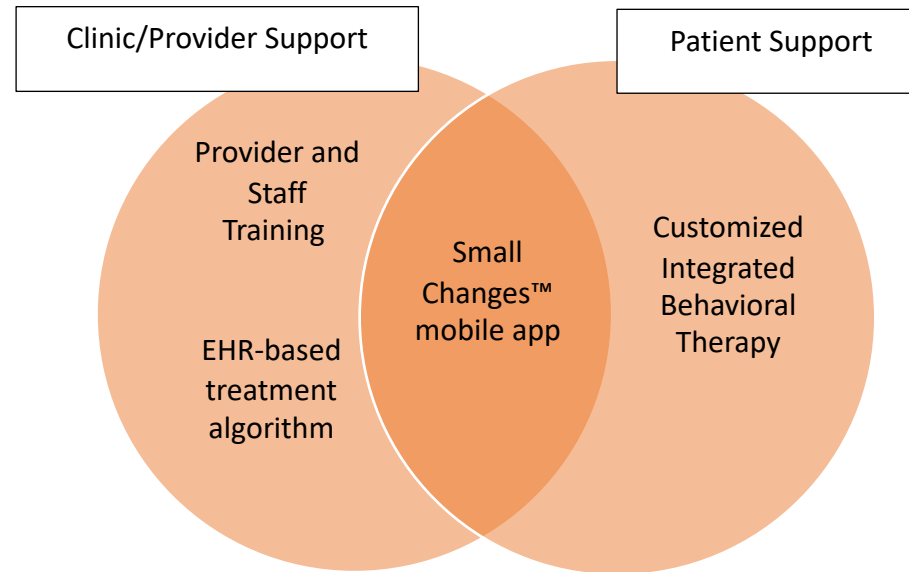 Clinic/Provider Support
Patient Support
Provider and
Staff
Training
EHR-based
treatment
algorithm
Small
Changes™
mobile app
Customized
Integrated
Behavioral
Therapy